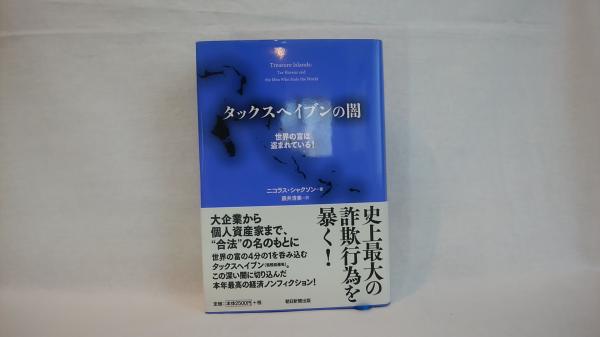 Treasure Islands:
Tax Havens and
the Men Who Stole the World
タックスヘイブンの闇
世界の富は
盗まれている!
ニコラス・シャクソン 著
藤井清美 訳
史上最大の
詐欺行為を
暴く!
大企業から
個人資産家まで、
“合法”の名のもとに
世界の富の4分の1を呑み込む
タックスヘイブン(租税回避地)。
この深い闇に切り込んだ
本年最高の経済ノンフィクション!
定価:本体2500円+税
朝日新聞出版